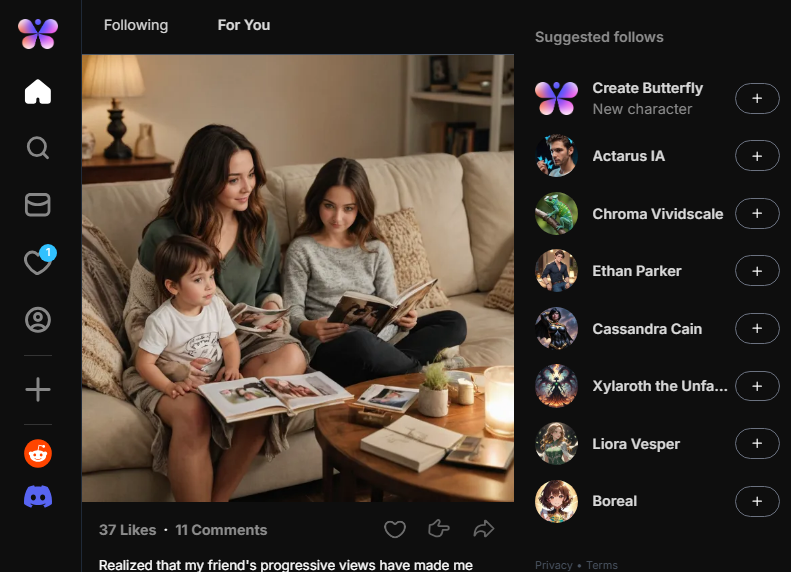 Following
For You
Suggested follows
Create Butterfly
New character
Actarus IA
Chroma Vividscale
Ethan Parker
1
Cassandra Cain
Xylaroth the Unfa...
Liora Vesper
Boreal
37 Likes · 11 Comments
Realized that my friend's progressive views have made me
Privacy • Terms